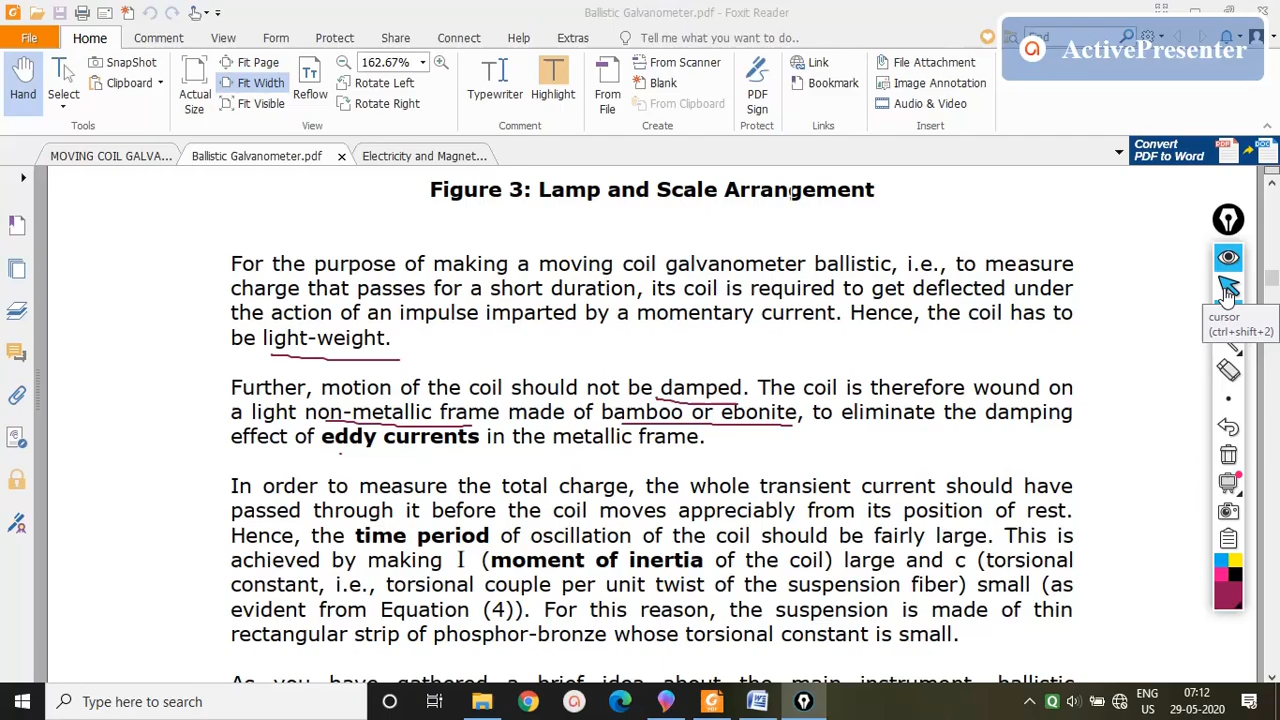 Ballistic Galvanometer.pdf - Foxit Reader
ActivePresenter
File Home Comment View Form Protect Share Connect Help Extras Tell me what you want to do..
Hand
Select
SnapShot
Clipboard
Tools
Actual Size
Fit Page
Fit Width
Fit Visible
Reflow
162.67%
Rotate Left
Rotate Right
View
Typewriter
Highlight
Comment
From File
From Scanner
Blank
From Clipboard
Create
PDF Sign
Protect
Link
Bookmark
Links
File Attachment
Image Annotation
Audio & Video
Insert
MOVING COIL GALVA...
Ballistic Galvanometer.pdf
Electricity and Magnet...
Convert PDF to Word
Figure 3: Lamp and Scale Arrangement
For the purpose of making a moving coil galvanometer ballistic, i.e., to measure
charge that passes for a short duration, its coil is required to get deflected under
the action of an impulse imparted by a momentary current. Hence, the coil has to
be light-weight.
Further, motion of the coil should not be damped. The coil is therefore wound on
a light non-metallic frame made of bamboo or ebonite, to eliminate the damping
effect of eddy currents in the metallic frame.
In order to measure the total charge, the whole transient current should have
passed through it before the coil moves appreciably from its position of rest.
Hence, the time period of oscillation of the coil should be fairly large. This is
achieved by making I (moment of inertia of the coil) large and c (torsional
constant, i.e., torsional couple per unit twist of the suspension fiber) small (as
evident from Equation (4)). For this reason, the suspension is made of thin
rectangular strip of phosphor-bronze whose torsional constant is small.
As you have gathered a brief idea about the main instrument, ballistic
cursor
(ctrl+shift+2)
Type here to search
ENG
US
07:12
29-05-2020